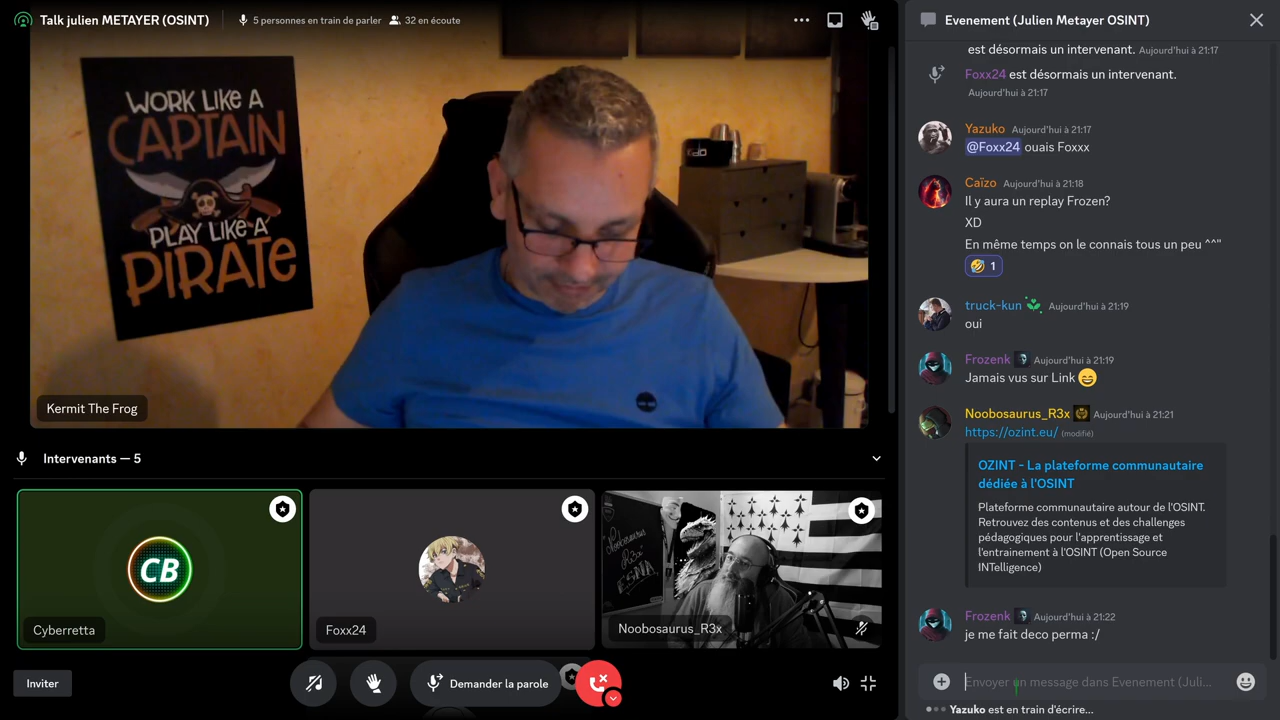 Talk julien METAYER (OSINT)
5 personnes en train de parler
32 en écoute
WORK LIKE A
CAPTAIN
PLAY LIKE A
PIRATE
Kermit The Frog
Intervenants — 5
CB
Cyberretta
Foxx24
Noobosaurus
R3x
ESNA
Noobosaurus_R3x
Inviter
Demander la parole
Evenement (Julien Metayer OSINT)
est désormais un intervenant. Aujourd'hui à 21:17
Foxx24 est désormais un intervenant.
Aujourd'hui à 21:17
Yazuko Aujourd'hui à 21:17
@Foxx24 ouais Foxxx
Caïzo Aujourd'hui à 21:18
Il y aura un replay Frozen?
XD
En même temps on le connais tous un peu ^^"
1
truck-kun Aujourd'hui à 21:19
oui
Frozenk Aujourd'hui à 21:19
Jamais vus sur Link
Noobosaurus_R3x Aujourd'hui à 21:21
https://ozint.eu/ (modifié)
OZINT - La plateforme communautaire
dédiée à l'OSINT
Plateforme communautaire autour de l'OSINT.
Retrouvez des contenus et des challenges
pédagogiques pour l'apprentissage et
l'entrainement à l'OSINT (Open Source
INTelligence)
Frozenk Aujourd'hui à 21:22
je me fait deco perma :/
Envoyer un message dans Evenement (Juli...
Yazuko est en train d'écrire...